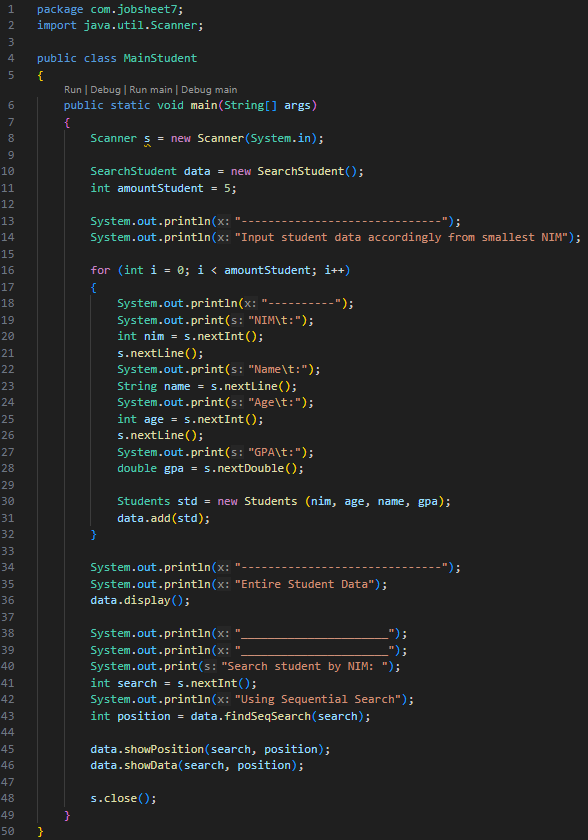 1 package com.jobsheet7;
2 import java.util.Scanner;
3
4 public class MainStudent
5 {
Run | Debug | Run main | Debug main
6     public static void main(String[] args)
7     {
8         Scanner s = new Scanner(System.in);
9
10         SearchStudent data = new SearchStudent();
11         int amountStudent = 5;
12
13         System.out.println(x: "------------------------------");
14         System.out.println(x: "Input student data accordingly from smallest NIM");
15
16         for (int i = 0; i < amountStudent; i++)
17         {
18             System.out.println(x: "----------");
19             System.out.print(s: "NIM\t:");
20             int nim = s.nextInt();
21             s.nextLine();
22             System.out.print(s: "Name\t:");
23             String name = s.nextLine();
24             System.out.print(s: "Age\t:");
25             int age = s.nextInt();
26             s.nextLine();
27             System.out.print(s: "GPA\t:");
28             double gpa = s.nextDouble();
29
30             Students std = new Students (nim, age, name, gpa);
31             data.add(std);
32         }
33
34         System.out.println(x: "------------------------------");
35         System.out.println(x: "Entire Student Data");
36         data.display();
37
38         System.out.println(x: "______________________");
39         System.out.println(x: "______________________");
40         System.out.print(s: "Search student by NIM: ");
41         int search = s.nextInt();
42         System.out.println(x: "Using Sequential Search");
43         int position = data.findSeqSearch(search);
44
45         data.showPosition(search, position);
46         data.showData(search, position);
47
48         s.close();
49     }
50 }